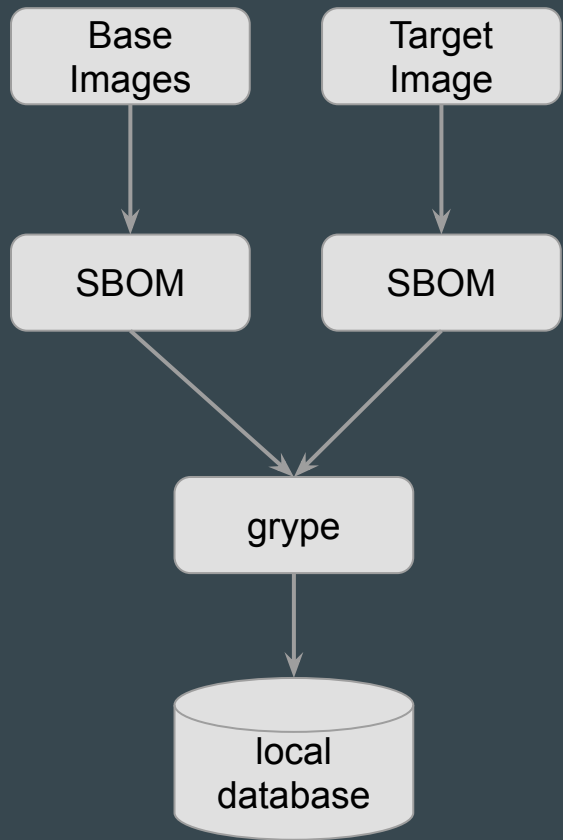 Base
Images
Target
Image
SBOM
SBOM
grype
local
database